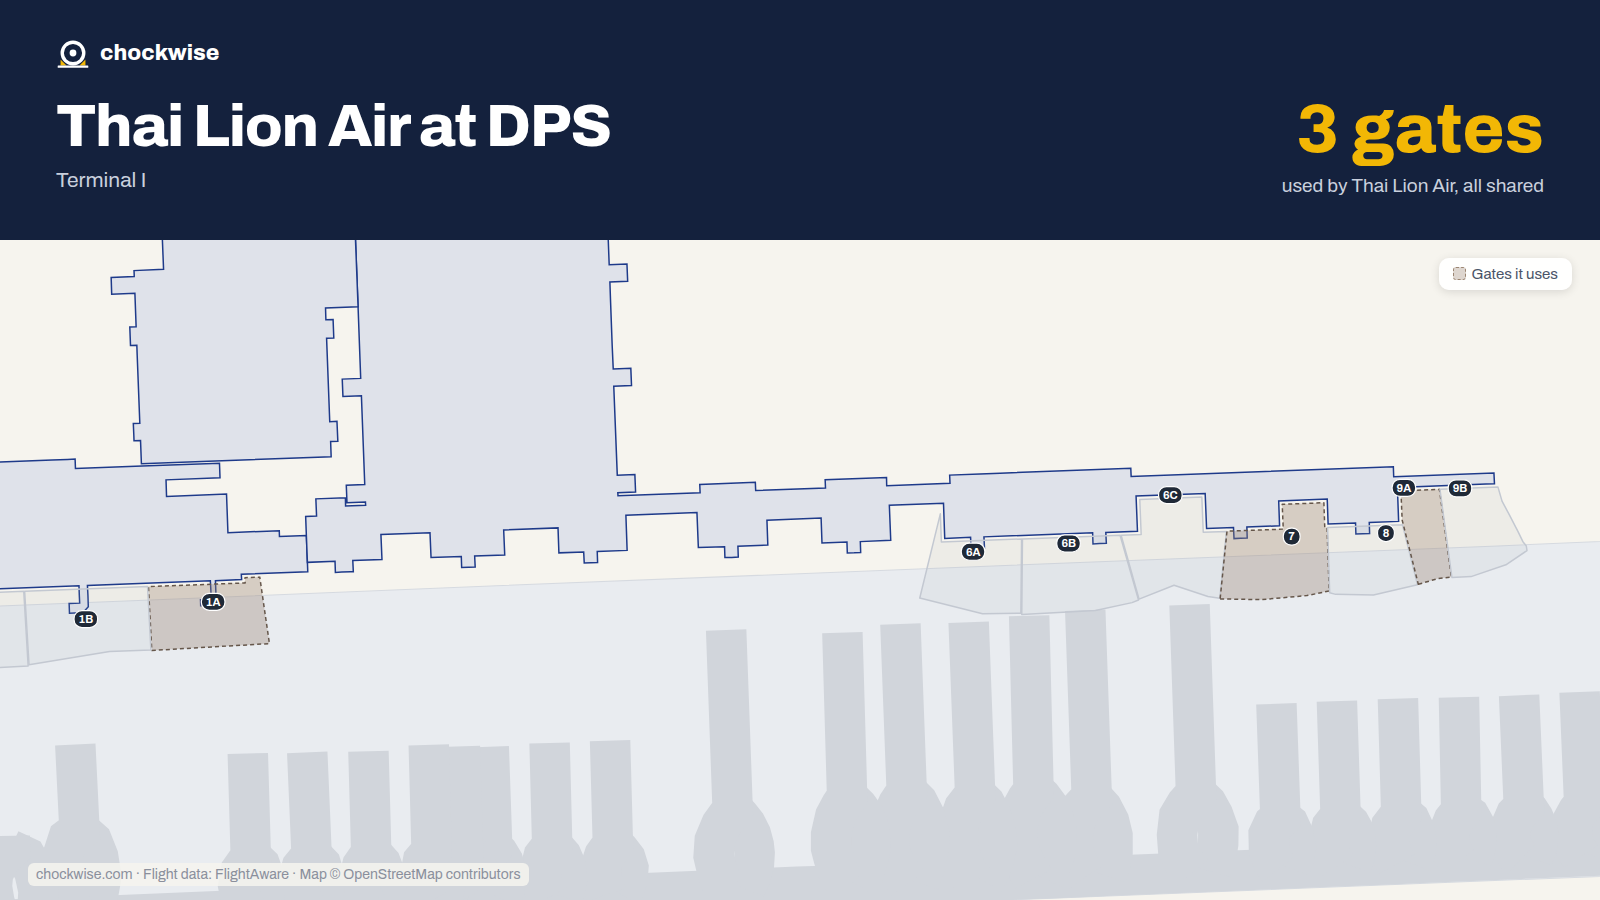 chockwise
Thai Lion Air at DPS
Terminal I
3 gates
used by Thai Lion Air, all shared
Gates it uses
9A
9B
6C
8
7
6B
6A
1A
1B
chockwise.com · Flight data: FlightAware · Map © OpenStreetMap contributors